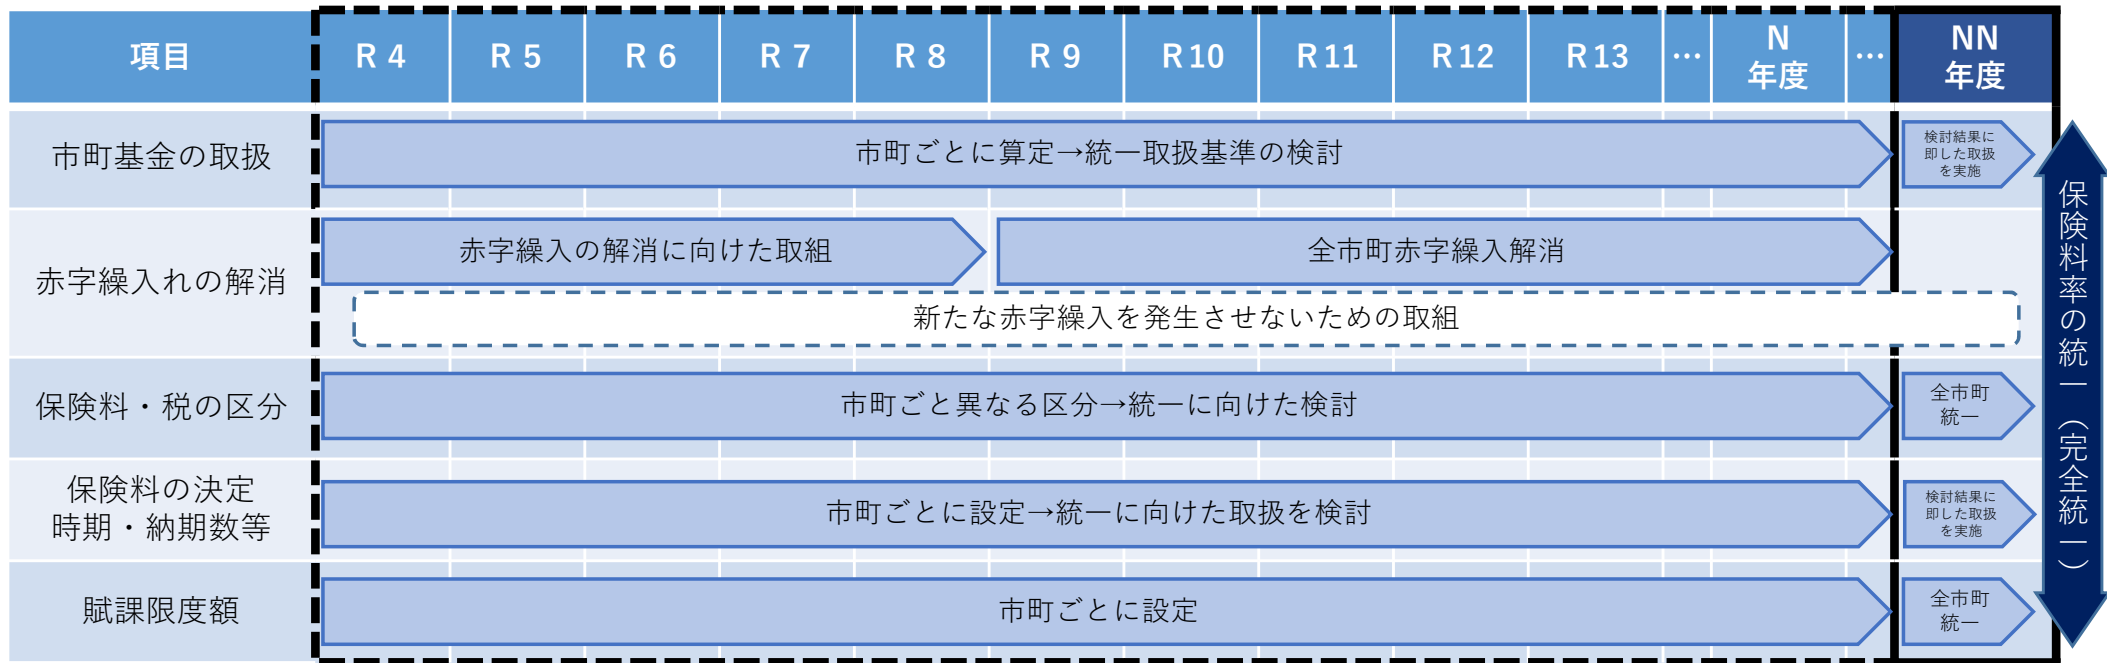 項目
R 4
R 5
R 6
R 7
R 8
R 9
R10
R11
R12
R13
…
N
年度
…
NN
年度
市町基金の取扱
市町ごとに算定→統一取扱基準の検討
検討結果に
即した取扱
を実施
赤字繰入れの解消
赤字繰入の解消に向けた取組
全市町赤字繰入解消
新たな赤字繰入を発生させないための取組
保険料・税の区分
市町ごと異なる区分→統一に向けた検討
全市町
統一
保険料の決定
時期・納期数等
市町ごとに設定→統一に向けた取扱を検討
検討結果に
即した取扱
を実施
賦課限度額
市町ごとに設定
全市町
統一
保険料率の統一（完全統一）